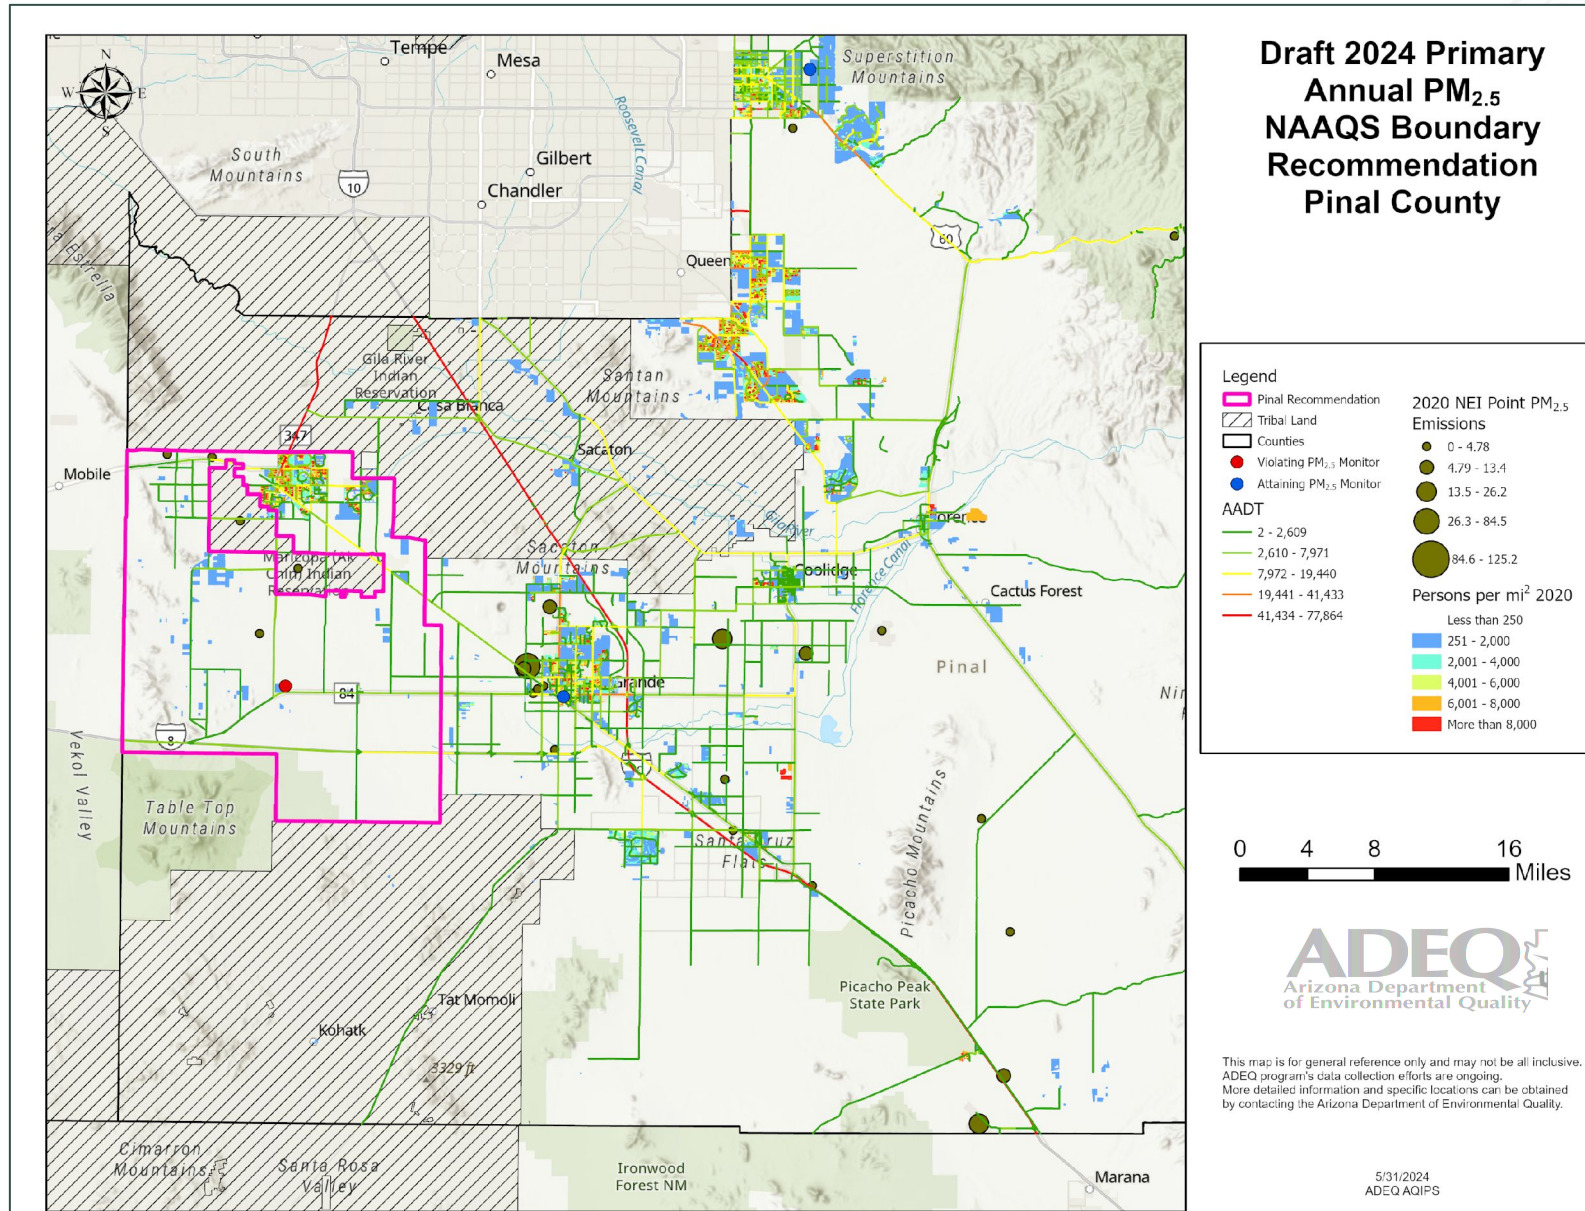 Draft 2024 Primary
Annual PM2.5
NAAQS Boundary
Recommendation
Pinal County
N
W
E
S
Tempe
Mesa
Superstition
Mountains
Roosevelt Canal
South
Mountains
Gilbert
10
Chandler
Estrella
60
Queen
Gila River
Indian
Reservation
Santan
Mountains
Casa Blanca
347
Sacaton
Mobile
Gila River
Florence
Sacaton
Mountains
Maricopa (Ak
Chin) Indian
Reservation
Coolidge
Florence Canal
Cactus Forest
Pinal
Grande
84
8
Vekol Valley
Table Top
Mountains
Santa Cruz
Flats
Picacho Mountains
Picacho Peak
State Park
Tat Momoli
Kohatk
3329 ft
Cimarron
Mountains
Santa Rosa
Valley
Ironwood
Forest NM
Marana
Legend
Pinal Recommendation
Tribal Land
Counties
Violating PM2.5 Monitor
Attaining PM2.5 Monitor
AADT
2 - 2,609
2,610 - 7,971
7,972 - 19,440
19,441 - 41,433
41,434 - 77,864
2020 NEI Point PM2.5
Emissions
0 - 4.78
4.79 - 13.4
13.5 - 26.2
26.3 - 84.5
84.6 - 125.2
Persons per mi2 2020
Less than 250
251 - 2,000
2,001 - 4,000
4,001 - 6,000
6,001 - 8,000
More than 8,000
0 4 8 16
Miles
ADEQ
Arizona Department
of Environmental Quality
This map is for general reference only and may not be all inclusive.
ADEQ program's data collection efforts are ongoing.
More detailed information and specific locations can be obtained
by contacting the Arizona Department of Environmental Quality.
5/31/2024
ADEQ AQIPS